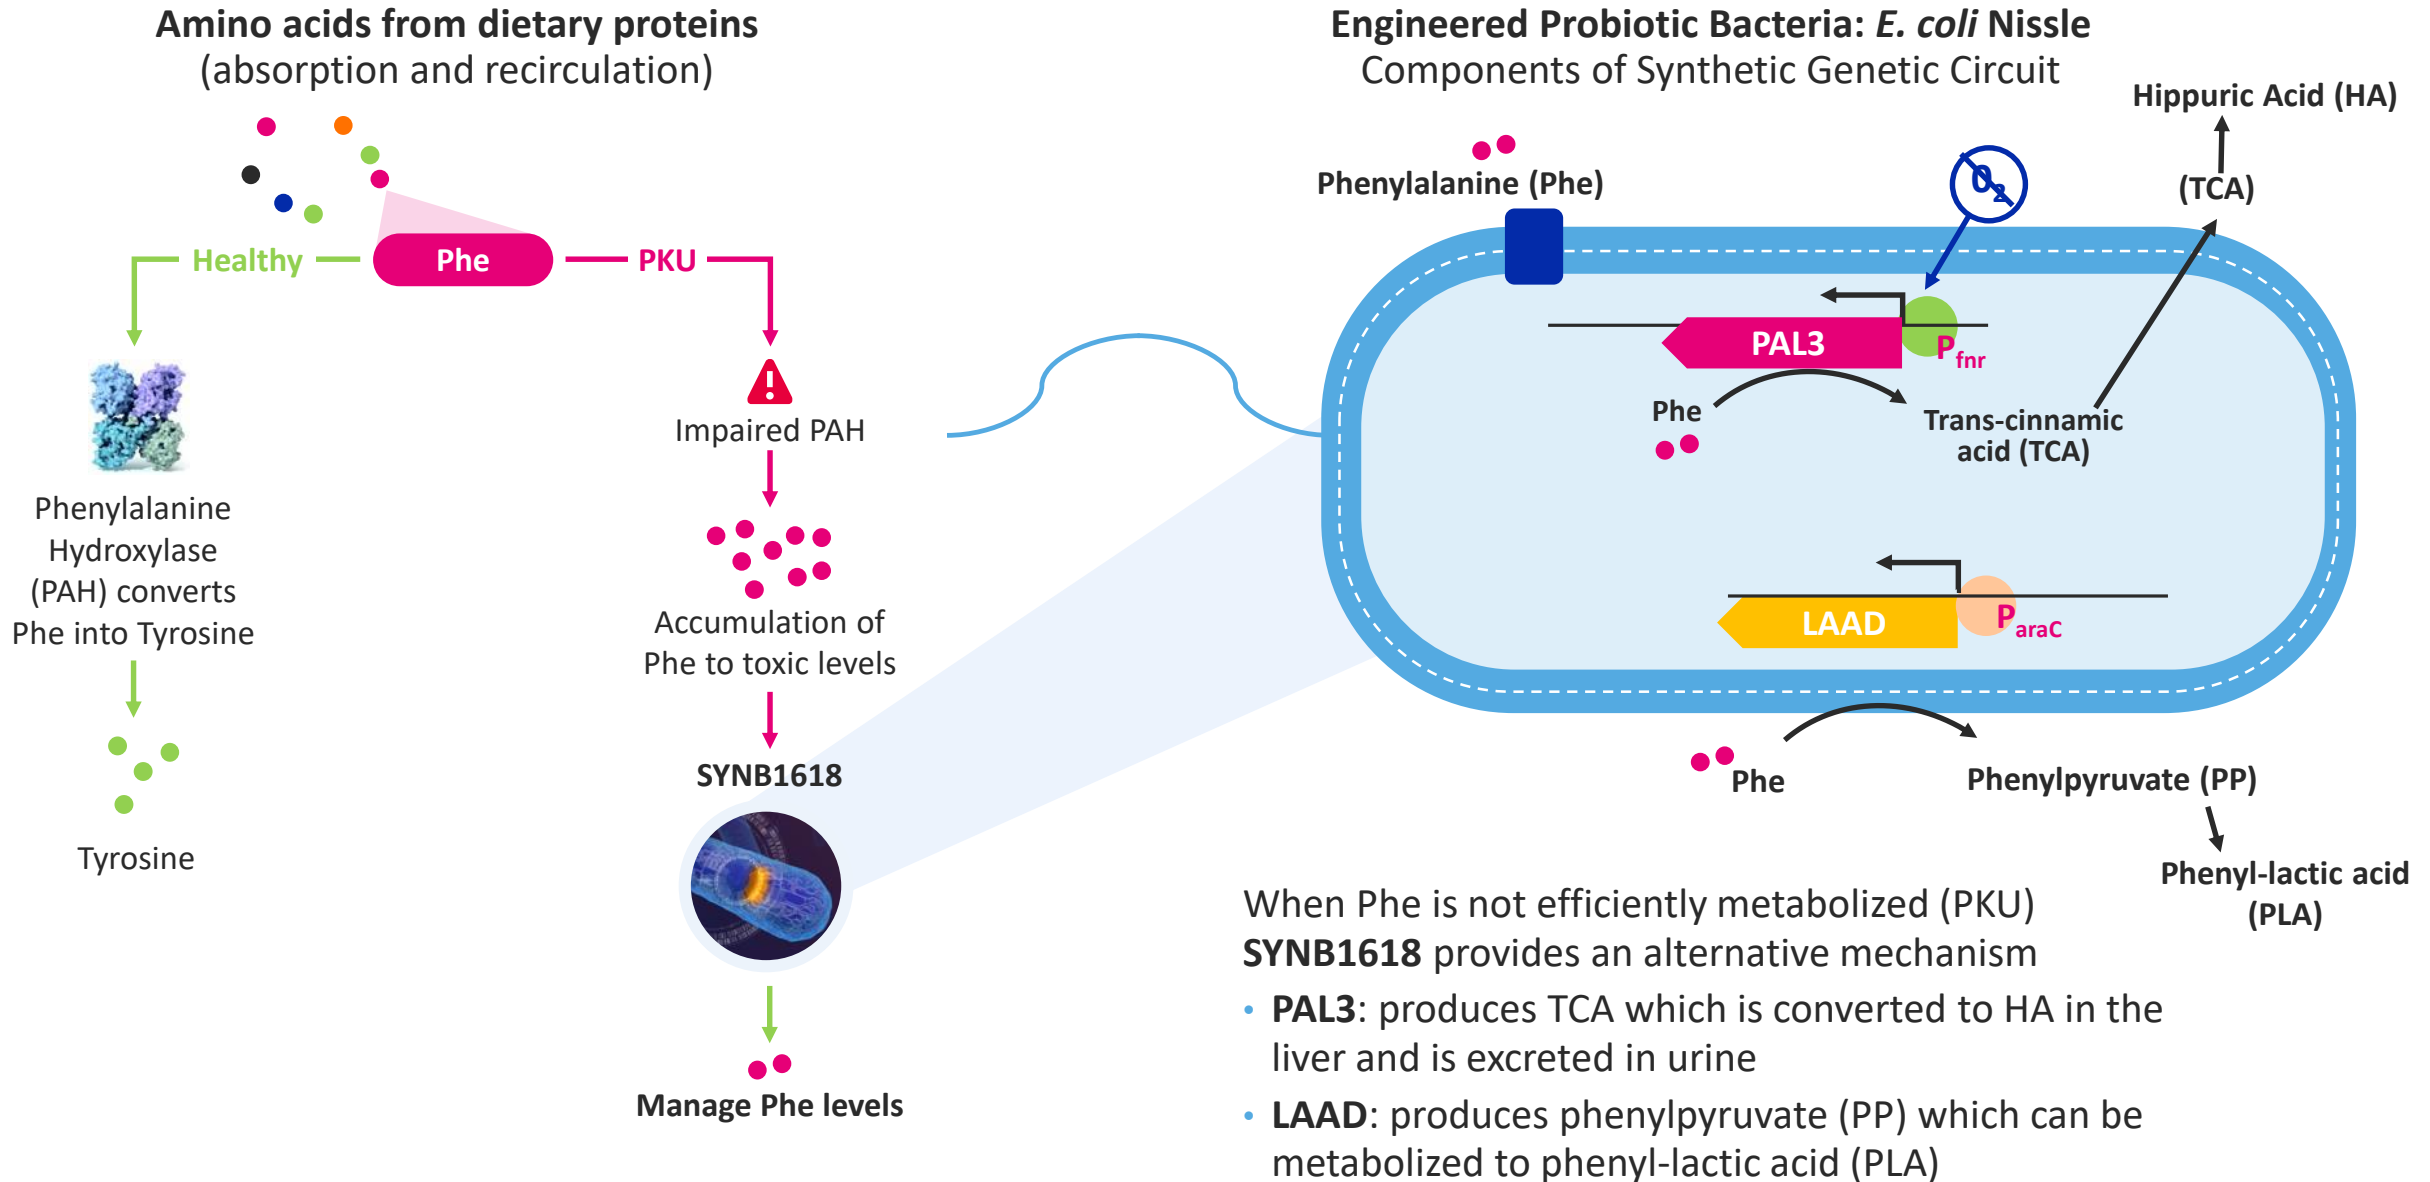 Amino acids from dietary proteins
(absorption and recirculation)
Healthy
Phe
PKU
Phenylalanine
Hydroxylase
(PAH) converts
Phe into Tyrosine
Tyrosine
Impaired PAH
Accumulation of
Phe to toxic levels
SYNB1618
Manage Phe levels
Engineered Probiotic Bacteria: E. coli Nissle
Components of Synthetic Genetic Circuit
Hippuric Acid (HA)
(TCA)
Phenylalanine (Phe)
O2
PAL3
Pfnr
Phe
Trans-cinnamic
acid (TCA)
LAAD
ParaC
Phe
Phenylpyruvate (PP)
Phenyl-lactic acid
(PLA)
When Phe is not efficiently metabolized (PKU)
SYNB1618 provides an alternative mechanism
• PAL3: produces TCA which is converted to HA in the
liver and is excreted in urine
• LAAD: produces phenylpyruvate (PP) which can be
metabolized to phenyl-lactic acid (PLA)